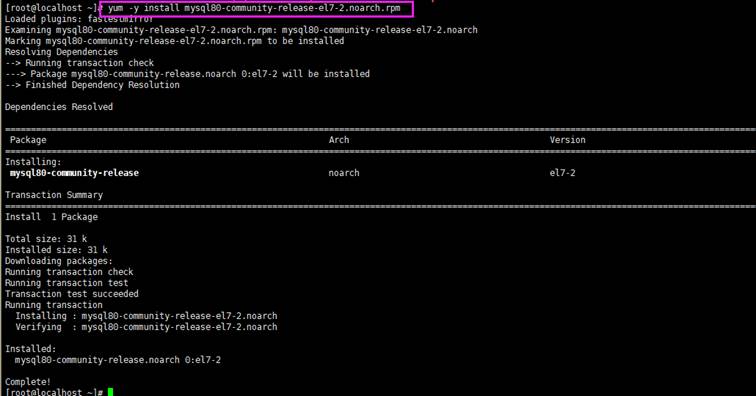 [root@localhost ~]# yum -y install mysql80-community-release-el7-2.noarch.rpm
Loaded plugins: fastestmirror
Examining mysql80-community-release-el7-2.noarch.rpm: mysql80-community-release-el7-2.noarch
Marking mysql80-community-release-el7-2.noarch.rpm to be installed
Resolving Dependencies
--> Running transaction check
---> Package mysql80-community-release.noarch 0:el7-2 will be installed
--> Finished Dependency Resolution
Dependencies Resolved
Package Arch Version
Installing:
mysql80-community-release noarch el7-2
Transaction Summary
Install 1 Package
Total size: 31 k
Installed size: 31 k
Downloading packages:
Running transaction check
Running transaction test
Transaction test succeeded
Running transaction
Installing : mysql80-community-release-el7-2.noarch
Verifying : mysql80-community-release-el7-2.noarch
Installed:
mysql80-community-release.noarch 0:el7-2
Complete!
[root@localhost ~]#